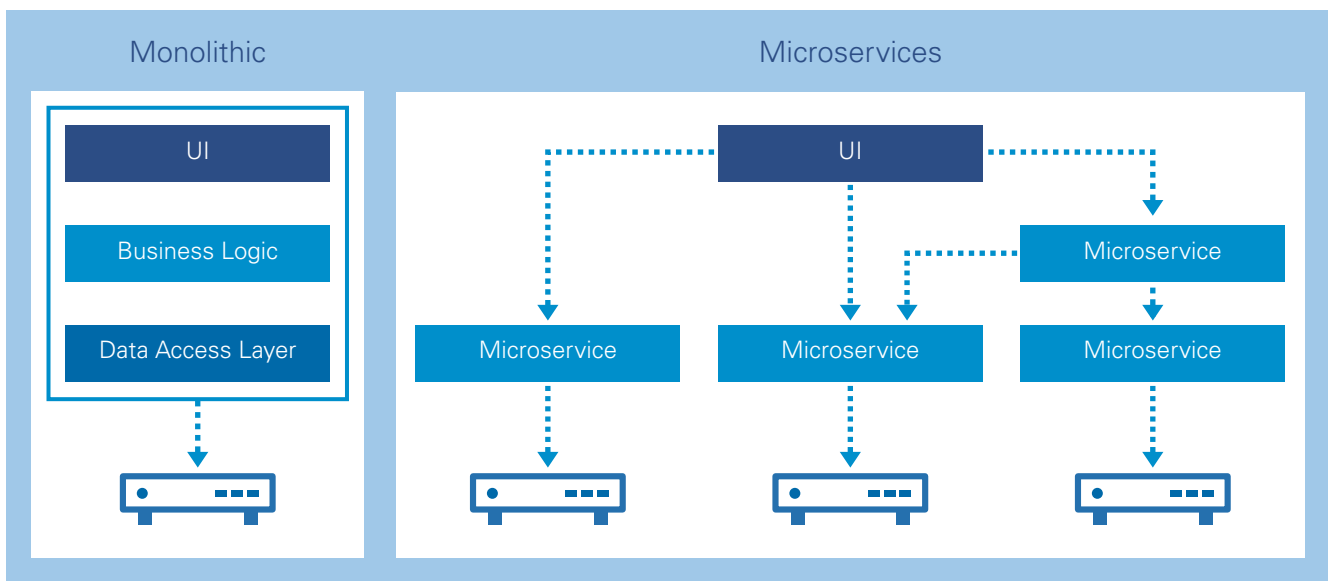 Monolithic
UI
Business Logic
Data Access Layer
Microservices
UI
Microservice
Microservice
Microservice
Microservice